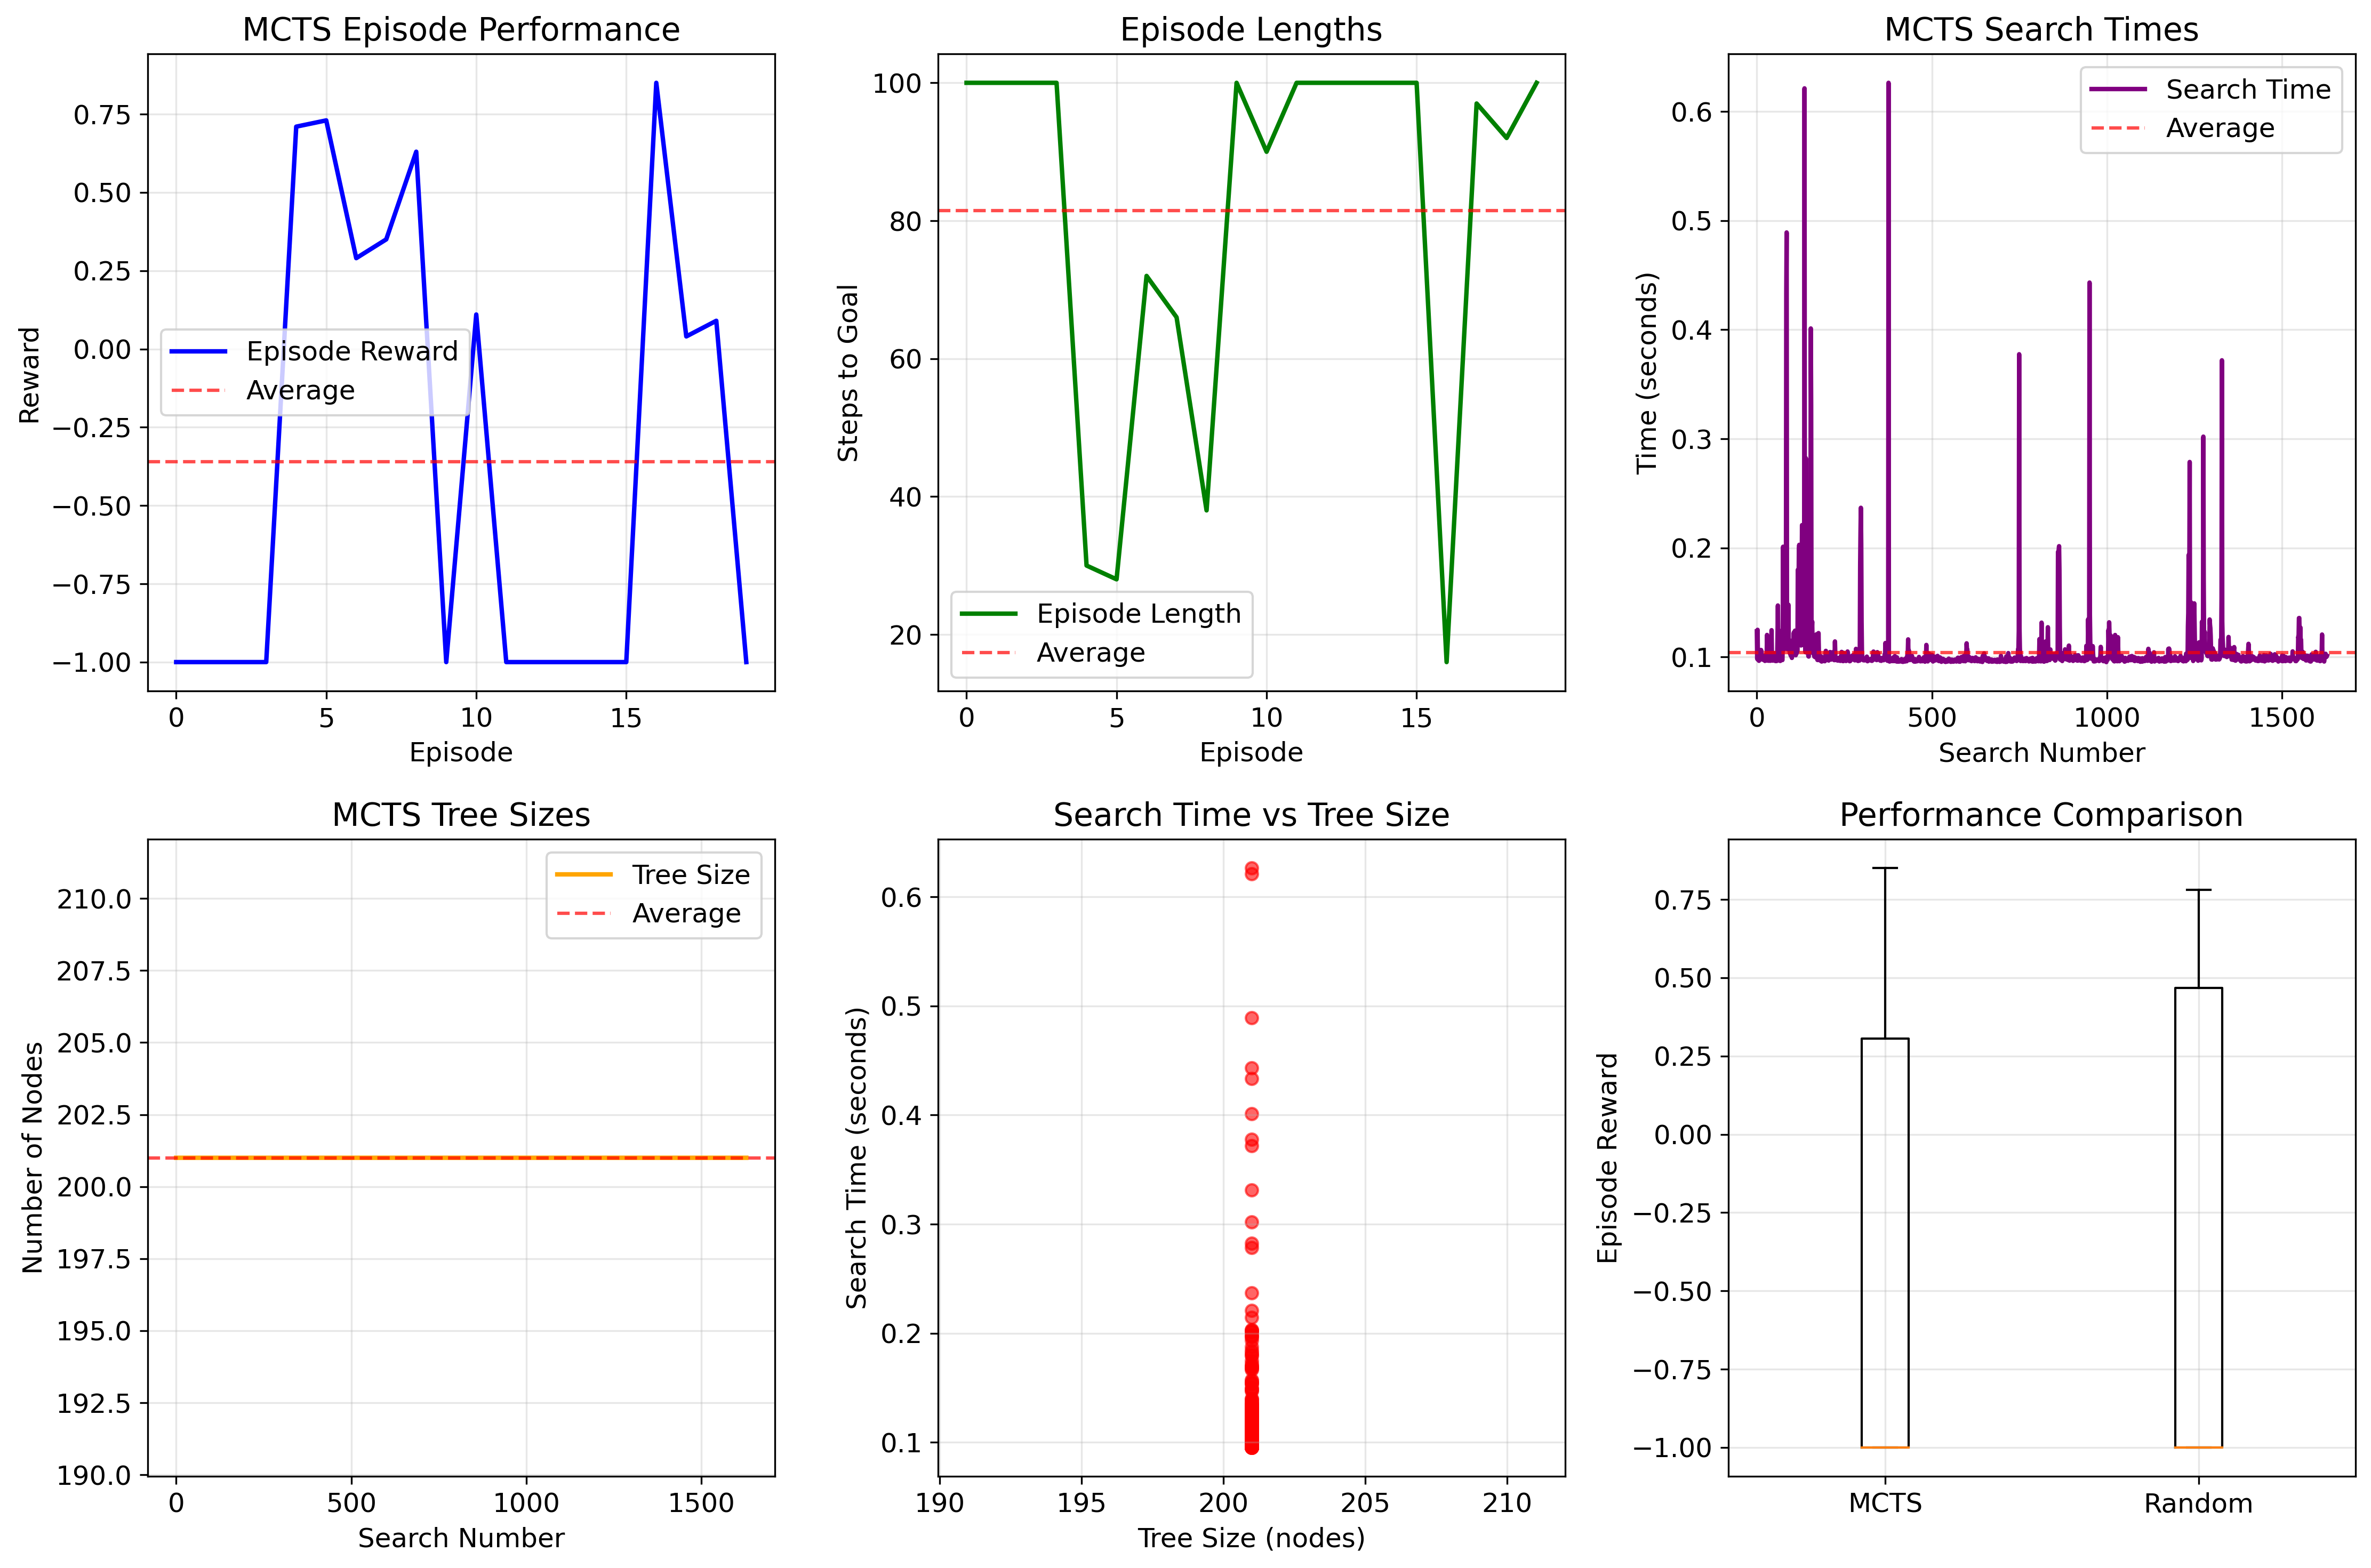 MCTS Episode Performance
Reward
0.75
0.50
0.25
0.00
−0.25
−0.50
−0.75
−1.00
Episode Reward
Average
0
5
10
15
Episode
Episode Lengths
Steps to Goal
100
80
60
40
20
Episode Length
Average
0
5
10
15
Episode
MCTS Search Times
Time (seconds)
0.6
0.5
0.4
0.3
0.2
0.1
Search Time
Average
0
500
1000
1500
Search Number
MCTS Tree Sizes
Number of Nodes
210.0
207.5
205.0
202.5
200.0
197.5
195.0
192.5
190.0
Tree Size
Average
0
500
1000
1500
Search Number
Search Time vs Tree Size
Search Time (seconds)
0.6
0.5
0.4
0.3
0.2
0.1
190
195
200
205
210
Tree Size (nodes)
Performance Comparison
Episode Reward
0.75
0.50
0.25
0.00
−0.25
−0.50
−0.75
−1.00
MCTS
Random